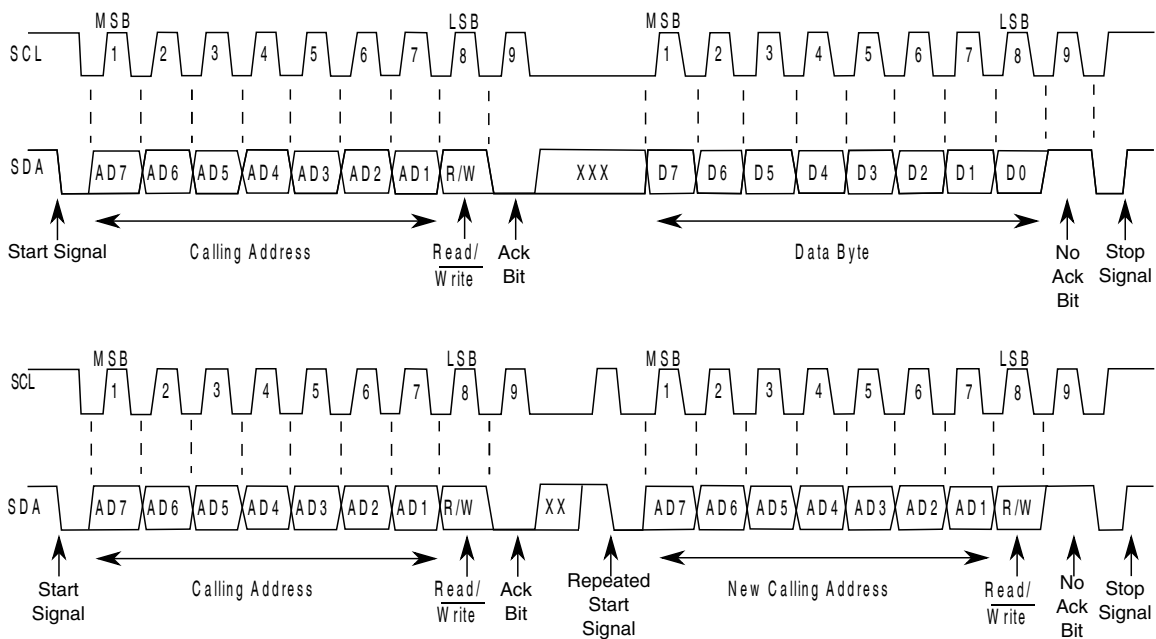 MSB LSB MSB LSB
SCL 1 2 3 4 5 6 7 8 9 1 2 3 4 5 6 7 8 9
SDA AD7 AD6 AD5 AD4 AD3 AD2 AD1 R/W XXX D7 D6 D5 D4 D3 D2 D1 D0
Start Signal Calling Address Read/ Ack Data Byte No Stop
Write Bit Ack Signal
Bit
MSB LSB MSB LSB
SCL 1 2 3 4 5 6 7 8 9 1 2 3 4 5 6 7 8 9
SDA AD7 AD6 AD5 AD4 AD3 AD2 AD1 R/W XX AD7 AD6 AD5 AD4 AD3 AD2 AD1 R/W
Start Calling Address Read/ Ack Repeated New Calling Address Read/ No Stop
Signal Write Bit Start Write Ack Signal
Signal Bit